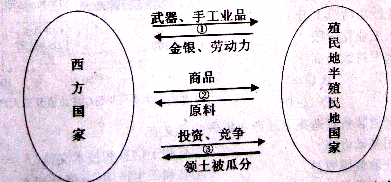 西方国家
武器、手工业品
①
金银、劳动力
商品
②
原料
投资、竞争
③
领土被瓜分
殖民地半殖民地国家